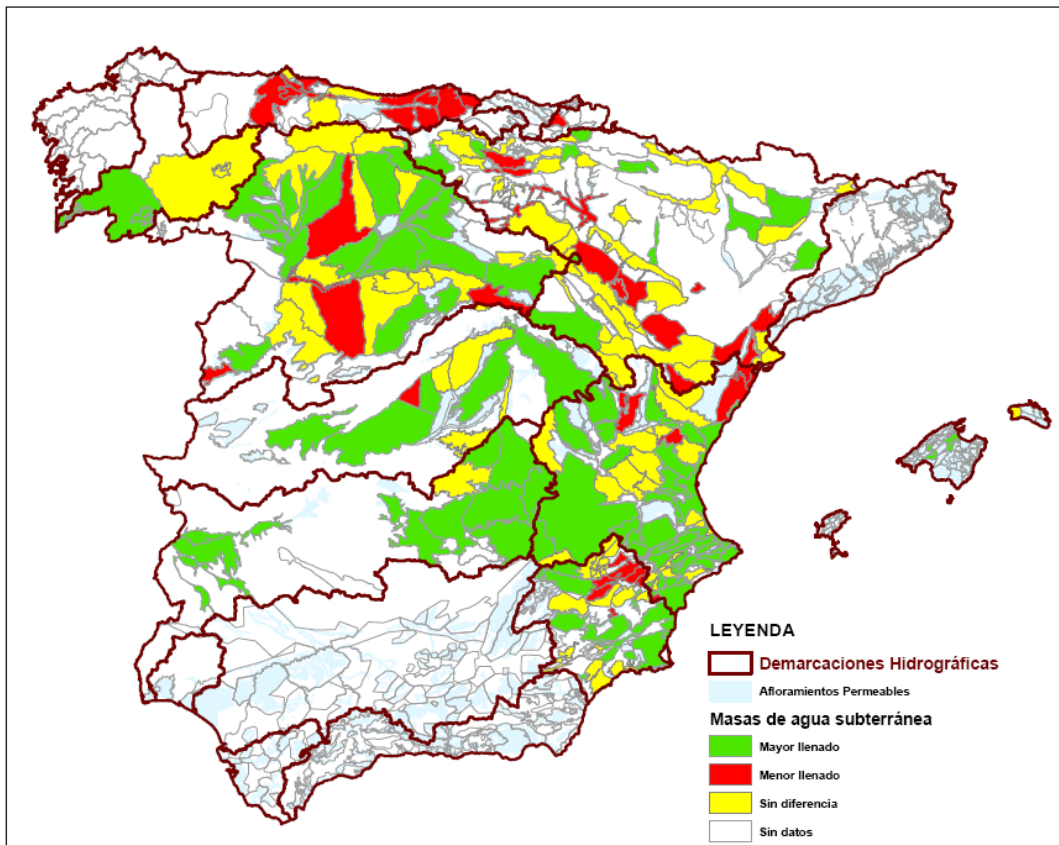 LEYENDA
Demarcaciones Hidrográficas
Afloramientos Permeables
Masas de agua subterránea
Mayor llenado
Menor llenado
Sin diferencia
Sin datos